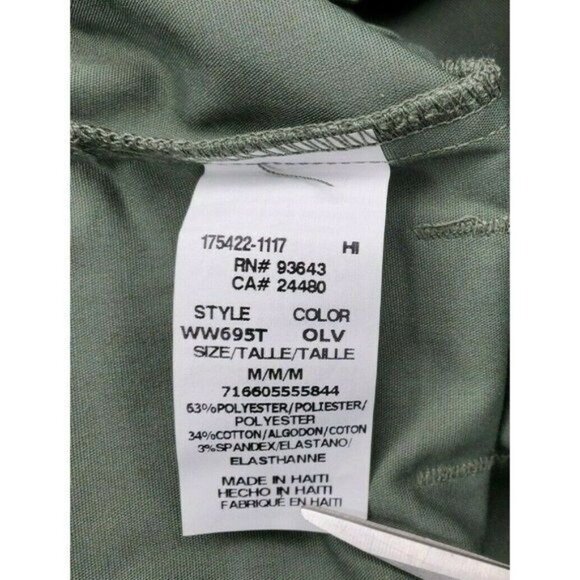 175422-1117 HI
RN# 93643
CA# 24480
STYLE COLOR
WW695T OLV
SIZE/TALLE/TAILLE
M/M/M
716605555844
63%POLYESTER/POLIESTER/
POLYESTER
34%COTTON/ALGODON/COTON
3%SPANDEX/ELASTANO/
ELASTHANNE
MADE IN HAITI
HECHO IN HAITI
FABRIQUÉ EN HAITI